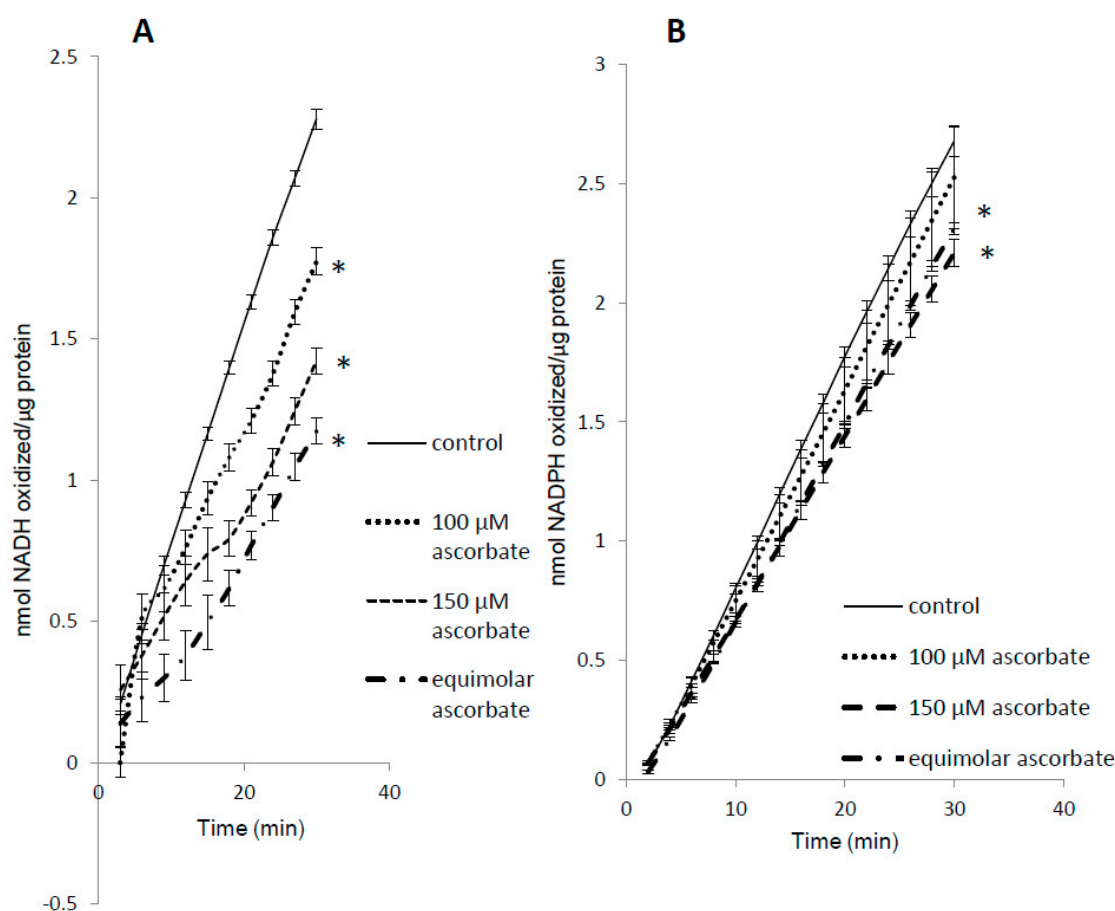 A
nmol NADH oxidized/µg protein
2.5
2
1.5
1
0.5
0
-0.5
0
20
40
Time (min)
*
*
*
control
100 µM
ascorbate
150 µM
ascorbate
equimolar
ascorbate
B
nmol NADPH oxidized/µg protein
3
2.5
2
1.5
1
0.5
0
0
10
20
30
40
Time (min)
*
*
control
100 µM ascorbate
150 µM ascorbate
equimolar ascorbate